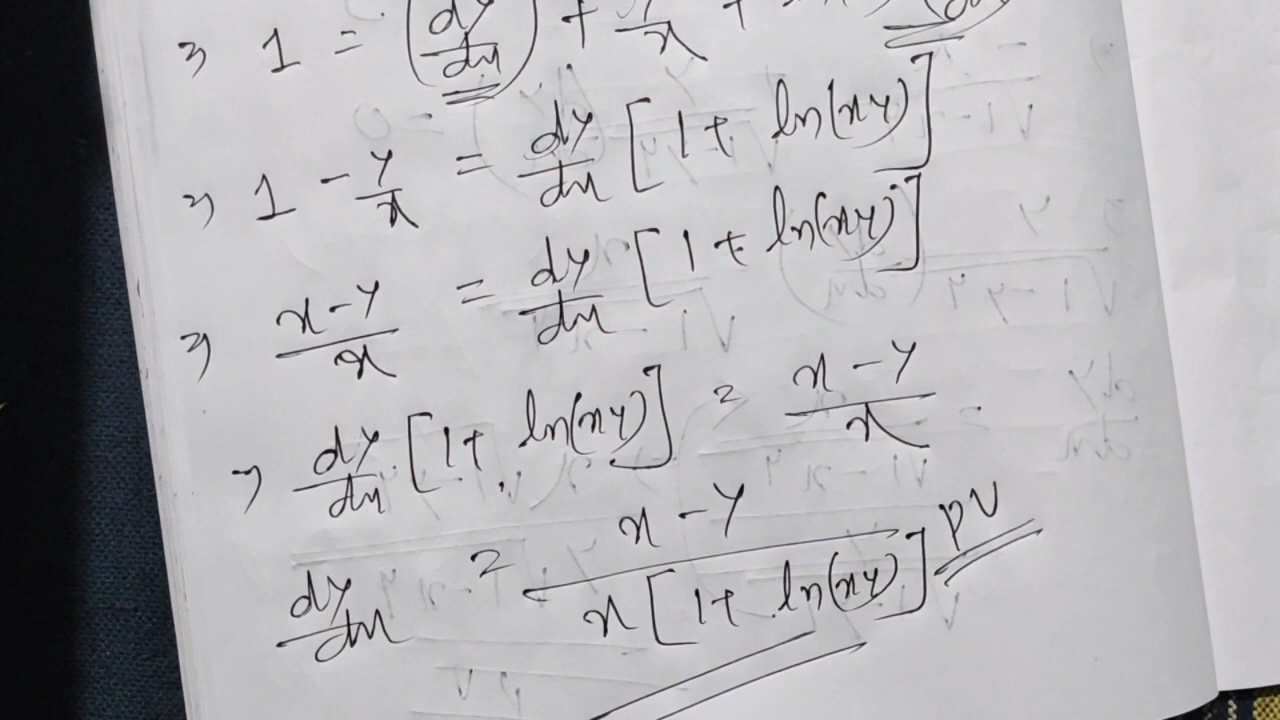 ⇒ 1 = (dy/dx) + y/x +
⇒ 1 - y/x = dy/dx [1 + ln(xy)]
⇒ x-y/x = dy/dx [1 + ln(xy)]
⇒ dy/dx [1+ ln(xy)] = x-y/x
dy/dx = x-y/x[1+ ln(xy)] pv